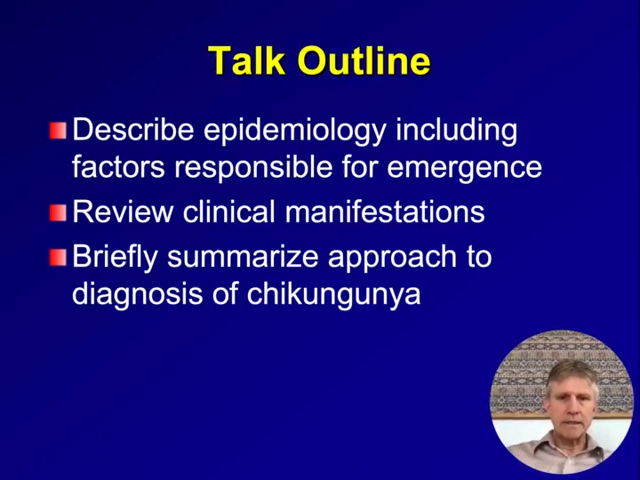 Talk Outline
Describe epidemiology including
factors responsible for emergence
Review clinical manifestations
Briefly summarize approach to
diagnosis of chikungunya